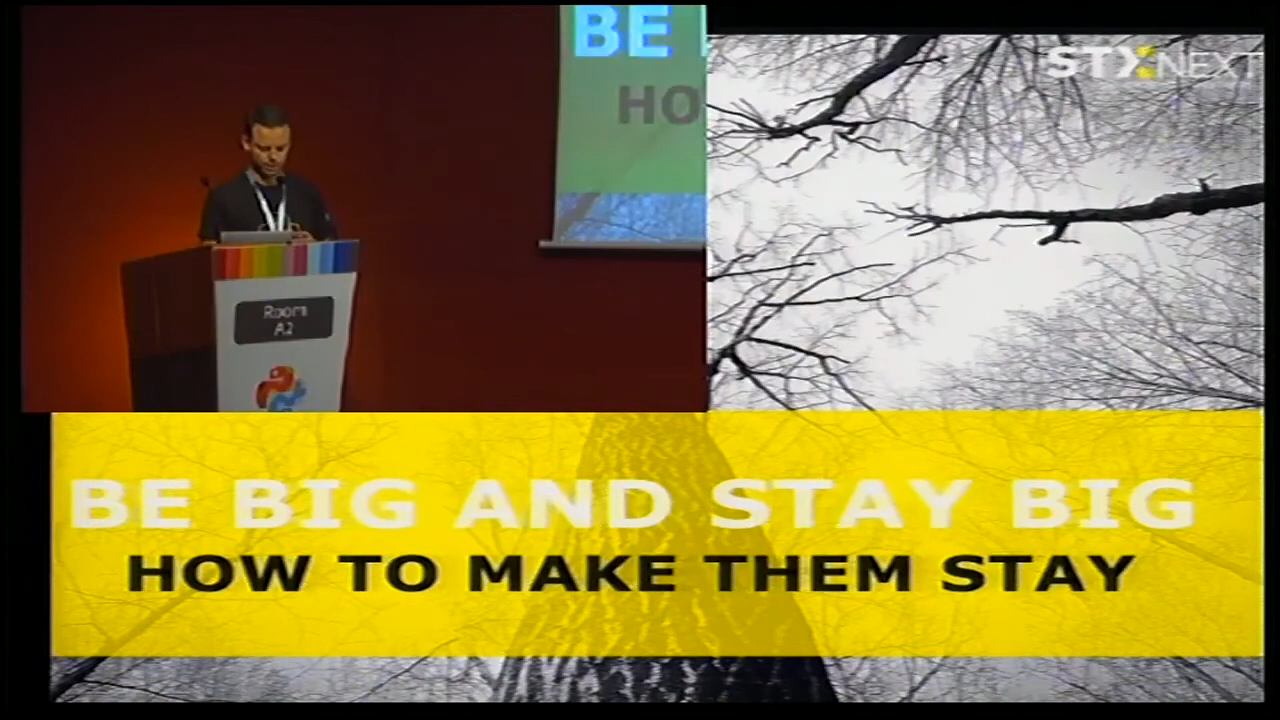 BE
HO
STX NEXT
Room
A2
BE BIG AND STAY BIG
HOW TO MAKE THEM STAY